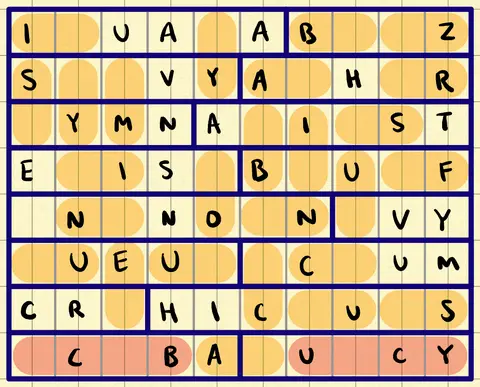 I U A A B Z
S V Y A H R
Y M N A I S T
E I S B U F
N N O N V Y
U E U C U M
C R H I C U S
C B A U C Y